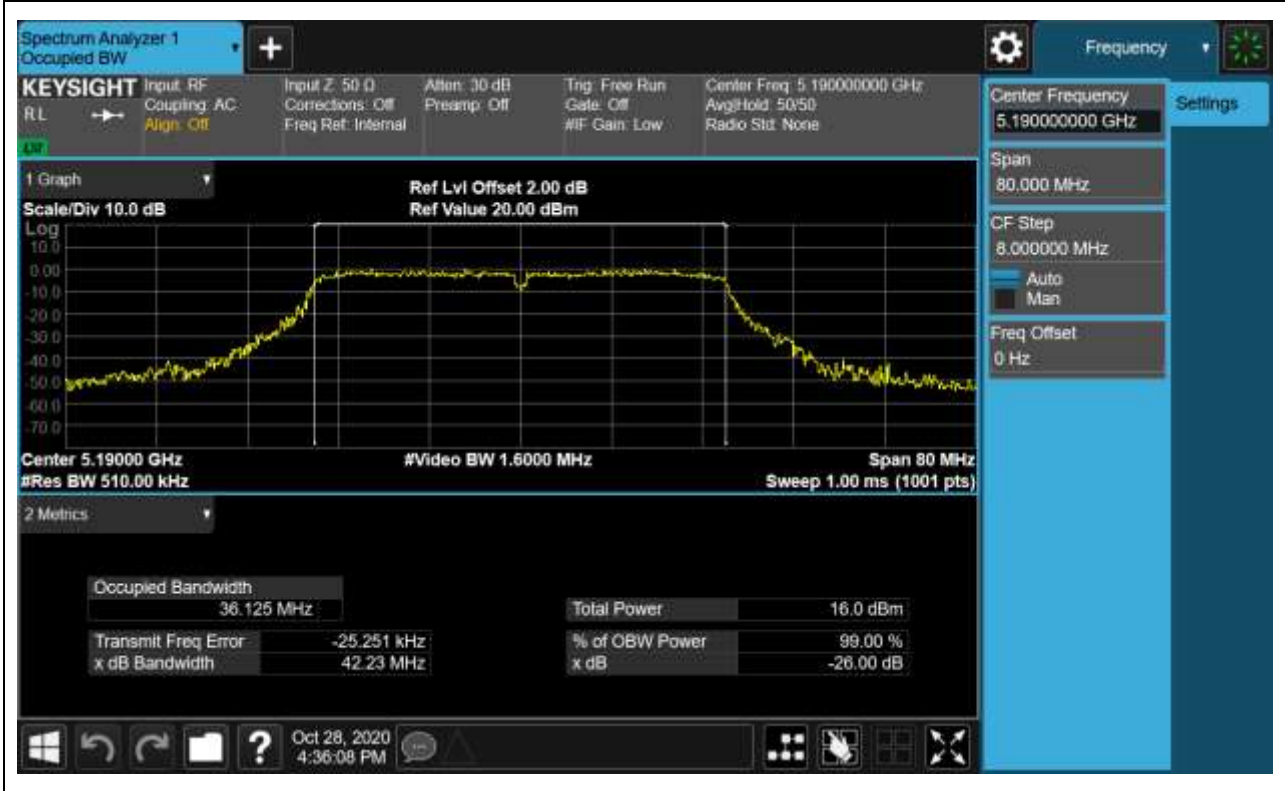 Spectrum Analyzer 1
Occupied BW
+
Frequency
KEYSIGHT
RL
Input: RF
Coupling: AC
Align: Off
Input Z: 50 Ω
Corrections: Off
Freq Ref: Internal
Atten: 30 dB
Preamp: Off
Trig: Free Run
Gate: Off
#IF Gain: Low
Center Freq: 5.190000000 GHz
Avg|Hold: 50/50
Radio Std: None
Center Frequency
5.190000000 GHz
Settings
Span
80.000 MHz
CF Step
8.000000 MHz
Auto
Man
Freq Offset
0 Hz
1 Graph
Scale/Div 10.0 dB
Ref Lvl Offset 2.00 dB
Ref Value 20.00 dBm
Log
10.0
0.00
-10.0
-20.0
-30.0
-40.0
-50.0
-60.0
-70.0
Center 5.19000 GHz
#Video BW 1.6000 MHz
Span 80 MHz
#Res BW 510.00 kHz
Sweep 1.00 ms (1001 pts)
2 Metrics
Occupied Bandwidth
36.125 MHz
Total Power 16.0 dBm
Transmit Freq Error -25.251 kHz
% of OBW Power 99.00 %
x dB Bandwidth 42.23 MHz
x dB -26.00 dB
?
Oct 28, 2020
4:36:08 PM